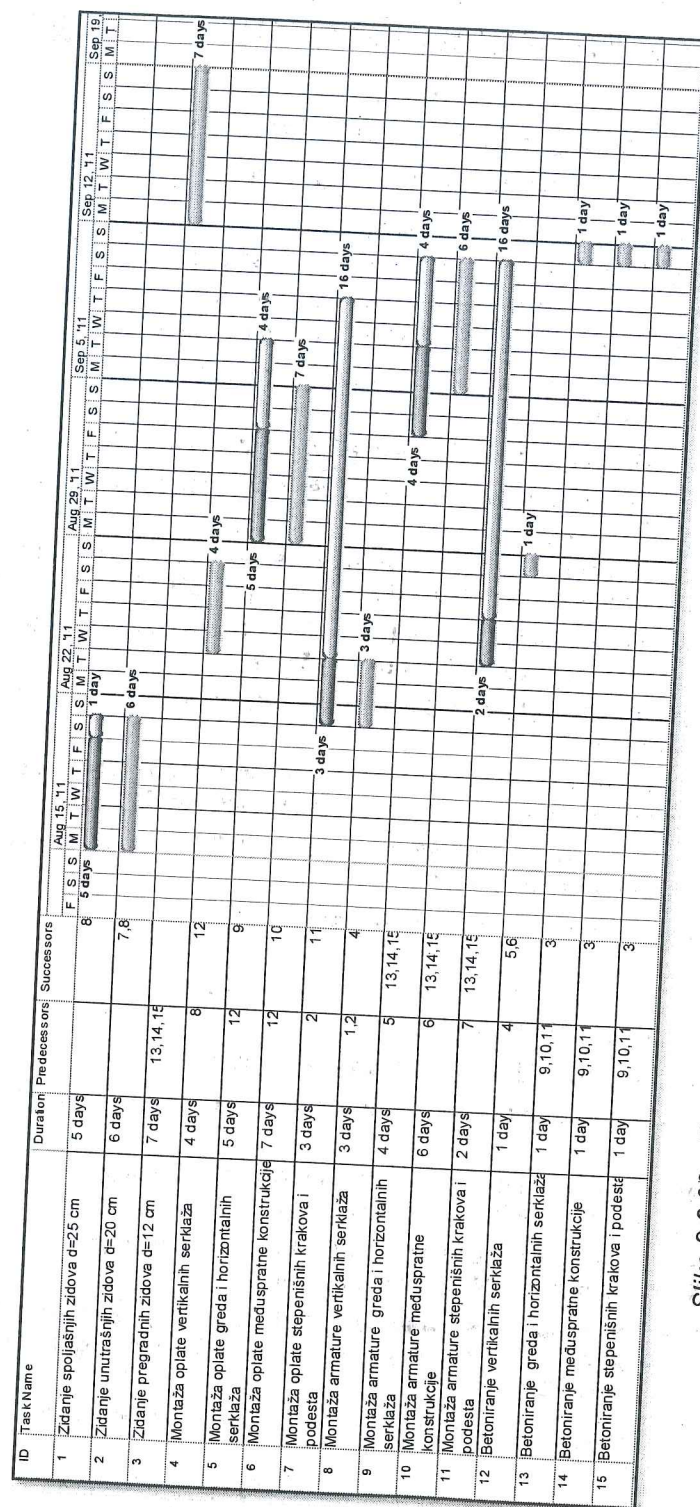 ID TaskName Duration Predecessors Successors Aug 15, '11 Aug 22, '11 Aug 29, '11 Sep 5, '11 Sep 12, '11 Sep 19,
F S S M T W T F S S M T W T F S S M T W T F S S M T W T F S S M T W T F S S M T
1 Zidanje spoljašnjih zidova d=25 cm 5 days 8 5 days 1 day
2 Zidanje unutrašnjih zidova d=20 cm 6 days 7,8 6 days
3 Zidanje pregradnih zidova d=12 cm 7 days 13,14,15 7 days
4 Montaža oplate vertikalnih serklaža 4 days 8 12 4 days
5 Montaža oplate greda i horizontalnih 5 days 12 9 5 days 4 days
serklaža
6 Montaža oplate međuspratne konstrukcije 7 days 12 10 7 days
7 Montaža oplate stepenišnih krakova i 3 days 2 11 3 days 16 days
podesta
8 Montaža armature vertikalnih serklaža 3 days 1,2 4 3 days
9 Montaža armature greda i horizontalnih 4 days 5 13,14,15 4 days 4 days
serklaža
10 Montaža armature međuspratne 6 days 6 13,14,15 6 days
konstrukcije
11 Montaža armature stepenišnih krakova i 2 days 7 13,14,15 2 days 16 days
podesta
12 Betoniranje vertikalnih serklaža 1 day 4 5,6 1 day
13 Betoniranje greda i horizontalnih serklaža 1 day 9,10,11 3 1 day
14 Betoniranje međuspratne konstrukcije 1 day 9,10,11 3 1 day
15 Betoniranje stepenišnih krakova i podesta 1 day 9,10,11 3 1 day